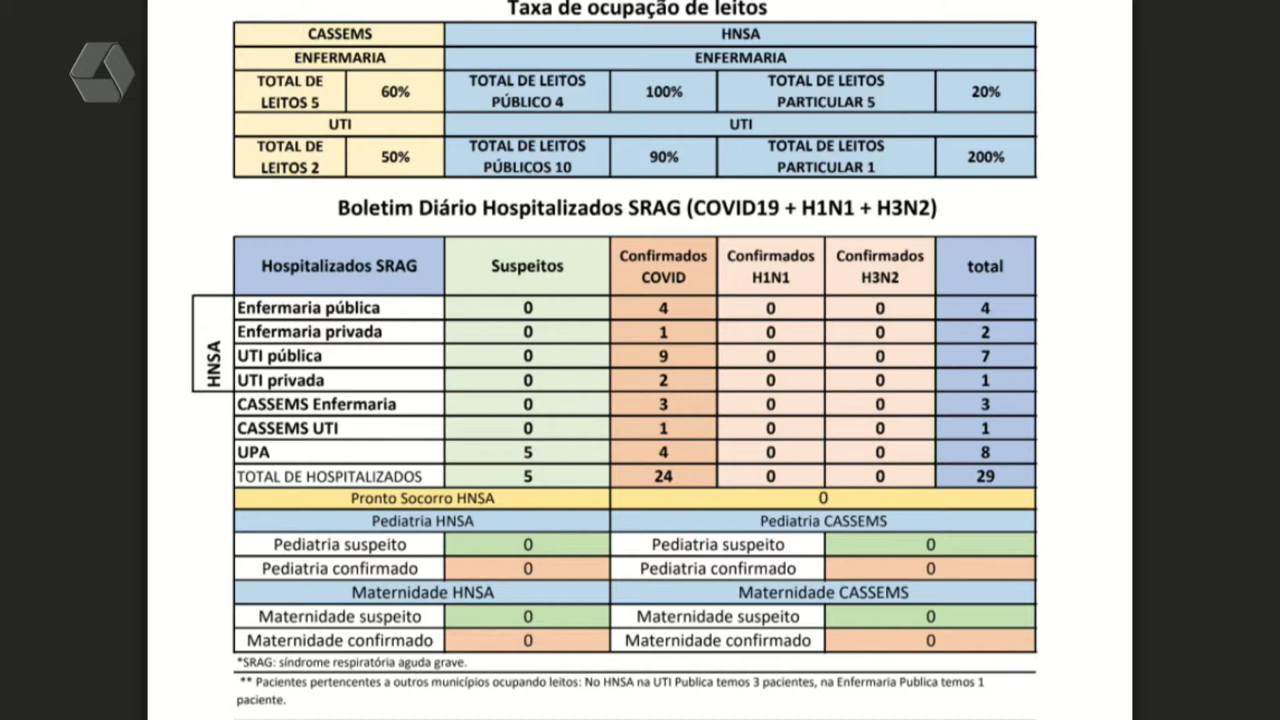 Taxa de ocupação de leitos
CASSEMS HNSA
ENFERMARIA ENFERMARIA
TOTAL DE LEITOS 5 60% TOTAL DE LEITOS PÚBLICO 4 100% TOTAL DE LEITOS PARTICULAR 5 20%
UTI UTI
TOTAL DE LEITOS 2 50% TOTAL DE LEITOS PÚBLICOS 10 90% TOTAL DE LEITOS PARTICULAR 1 200%
Boletim Diário Hospitalizados SRAG (COVID19 + H1N1 + H3N2)
Hospitalizados SRAG Suspeitos Confirmados COVID Confirmados H1N1 Confirmados H3N2 total
HNSA
Enfermaria pública 0 4 0 0 4
Enfermaria privada 0 1 0 0 2
UTI pública 0 9 0 0 7
UTI privada 0 2 0 0 1
CASSEMS Enfermaria 0 3 0 0 3
CASSEMS UTI 0 1 0 0 1
UPA 5 4 0 0 8
TOTAL DE HOSPITALIZADOS 5 24 0 0 29
Pronto Socorro HNSA 0
Pediatria HNSA Pediatria CASSEMS
Pediatria suspeito 0 Pediatria suspeito 0
Pediatria confirmado 0 Pediatria confirmado 0
Maternidade HNSA Maternidade CASSEMS
Maternidade suspeito 0 Maternidade suspeito 0
Maternidade confirmado 0 Maternidade confirmado 0
*SRAG: síndrome respiratória aguda grave.
** Pacientes pertencentes a outros municípios ocupando leitos: No HNSA na UTI Publica temos 3 pacientes, na Enfermaria Publica temos 1
paciente.